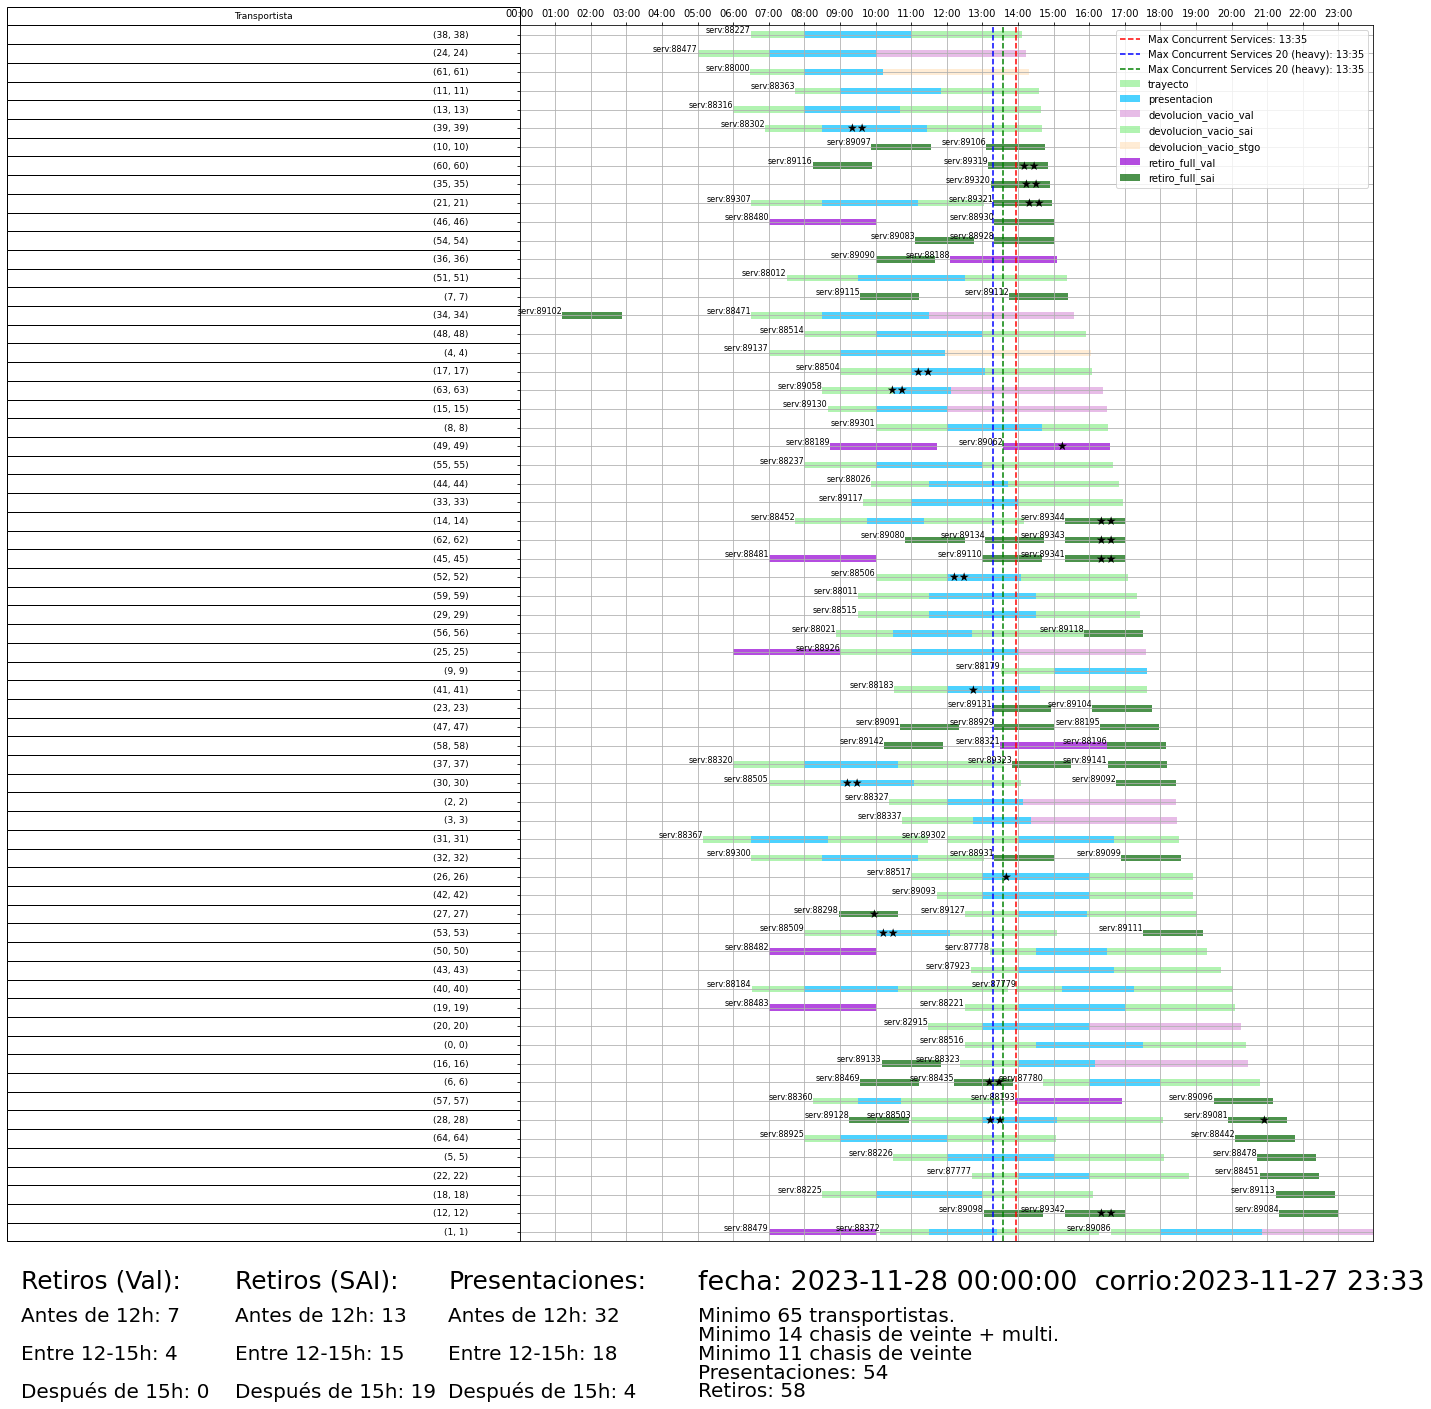 Transportista
00:00 01:00 02:00 03:00 04:00 05:00 06:00 07:00 08:00 09:00 10:00 11:00 12:00 13:00 14:00 15:00 16:00 17:00 18:00 19:00 20:00 21:00 22:00 23:00
Max Concurrent Services: 13:35
Max Concurrent Services 20 (heavy): 13:35
Max Concurrent Services 20 (heavy): 13:35
trayecto
presentacion
devolucion_vacio_val
devolucion_vacio_sai
devolucion_vacio_stgo
retiro_full_val
retiro_full_sai
(38, 38) serv:88227
(24, 24) serv:88477
(61, 61) serv:88000
(11, 11) serv:88363
(13, 13) serv:88316
(39, 39) serv:88302
(10, 10) serv:89097 serv:89106
(60, 60) serv:89116 serv:89319
(35, 35) serv:89320
(21, 21) serv:89307 serv:89321
(46, 46) serv:88480 serv:88930
(54, 54) serv:89083 serv:88928
(36, 36) serv:89090 serv:88188
(51, 51) serv:88012
(7, 7) serv:89115 serv:89112
(34, 34) serv:89102 serv:88471
(48, 48) serv:88514
(4, 4) serv:89137
(17, 17) serv:88504
(63, 63) serv:89058
(15, 15) serv:89130
(8, 8) serv:89301
(49, 49) serv:88189 serv:89062
(55, 55) serv:88237
(44, 44) serv:88026
(33, 33) serv:89117
(14, 14) serv:88452 serv:89344
(62, 62) serv:89080 serv:89134 serv:89343
(45, 45) serv:88481 serv:89110 serv:89341
(52, 52) serv:88506
(59, 59) serv:88011
(29, 29) serv:88515
(56, 56) serv:88021 serv:89118
(25, 25) serv:88926
(9, 9) serv:88179
(41, 41) serv:88183
(23, 23) serv:89131 serv:89104
(47, 47) serv:89091 serv:88929 serv:88195
(58, 58) serv:89142 serv:88321 serv:88196
(37, 37) serv:88320 serv:89323 serv:89141
(30, 30) serv:88505 serv:89092
(2, 2) serv:88327
(3, 3) serv:88337
(31, 31) serv:88367 serv:89302
(32, 32) serv:89300 serv:88931 serv:89099
(26, 26) serv:88517
(42, 42) serv:89093
(27, 27) serv:88298 serv:89127
(53, 53) serv:88509 serv:89111
(50, 50) serv:88482 serv:87778
(43, 43) serv:87923
(40, 40) serv:88184 serv:87779
(19, 19) serv:88483 serv:88221
(20, 20) serv:82915
(0, 0) serv:88516
(16, 16) serv:89133 serv:88323
(6, 6) serv:88469 serv:88435 serv:87780
(57, 57) serv:88360 serv:88193 serv:89096
(28, 28) serv:89128 serv:88503 serv:89081
(64, 64) serv:88925 serv:88442
(5, 5) serv:88226 serv:88478
(22, 22) serv:87777 serv:88451
(18, 18) serv:88225 serv:89113
(12, 12) serv:89098 serv:89342 serv:89084
(1, 1) serv:88479 serv:88372 serv:89086
Retiros (Val):
Antes de 12h: 7
Entre 12-15h: 4
Después de 15h: 0
Retiros (SAI):
Antes de 12h: 13
Entre 12-15h: 15
Después de 15h: 19
Presentaciones:
Antes de 12h: 32
Entre 12-15h: 18
Después de 15h: 4
fecha: 2023-11-28 00:00:00 corrio:2023-11-27 23:33
Minimo 65 transportistas.
Minimo 14 chasis de veinte + multi.
Minimo 11 chasis de veinte
Presentaciones: 54
Retiros: 58